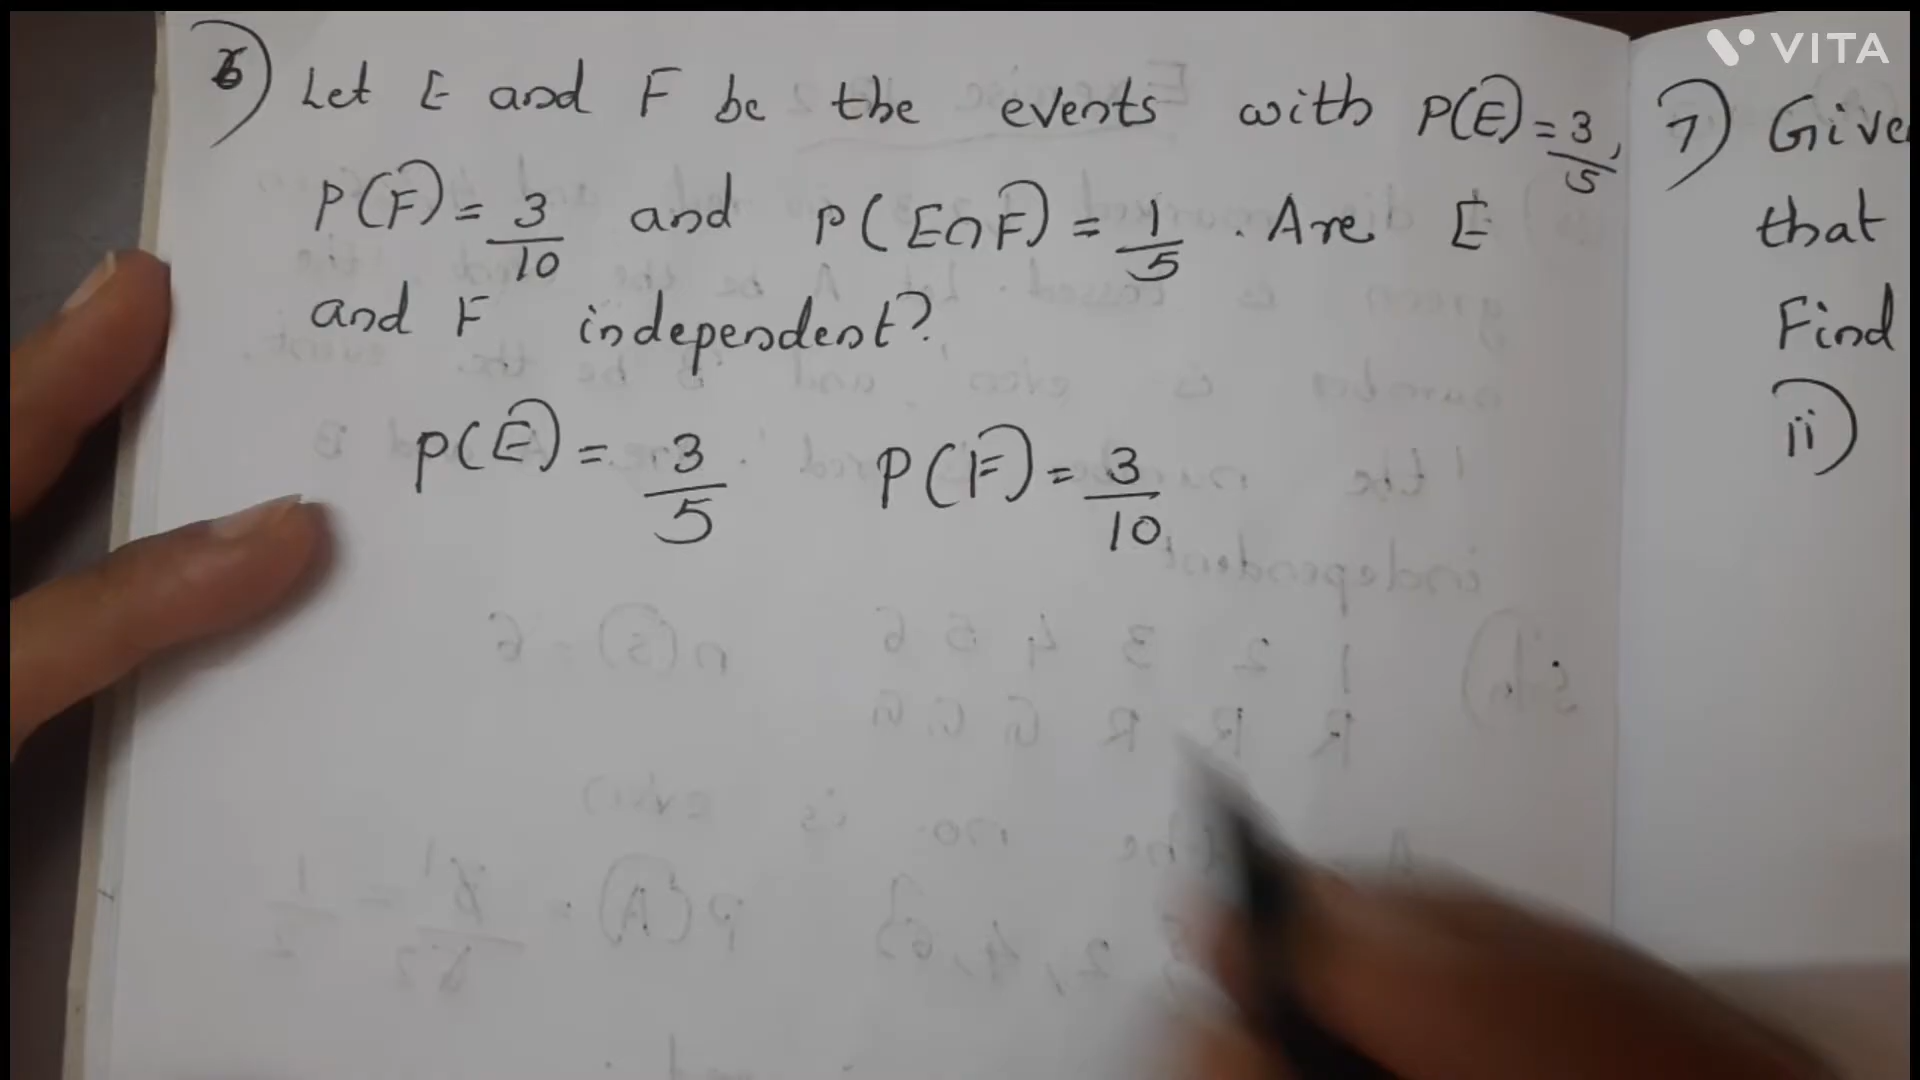 VITA
6) Let E and F be the events with P(E) = 3/5,
P(F) = 3/10 and P(E∩F) = 1/5 . Are E
and F independent?
P(E) = 3/5 P(F) = 3/10
7) Give
that
Find
ii)